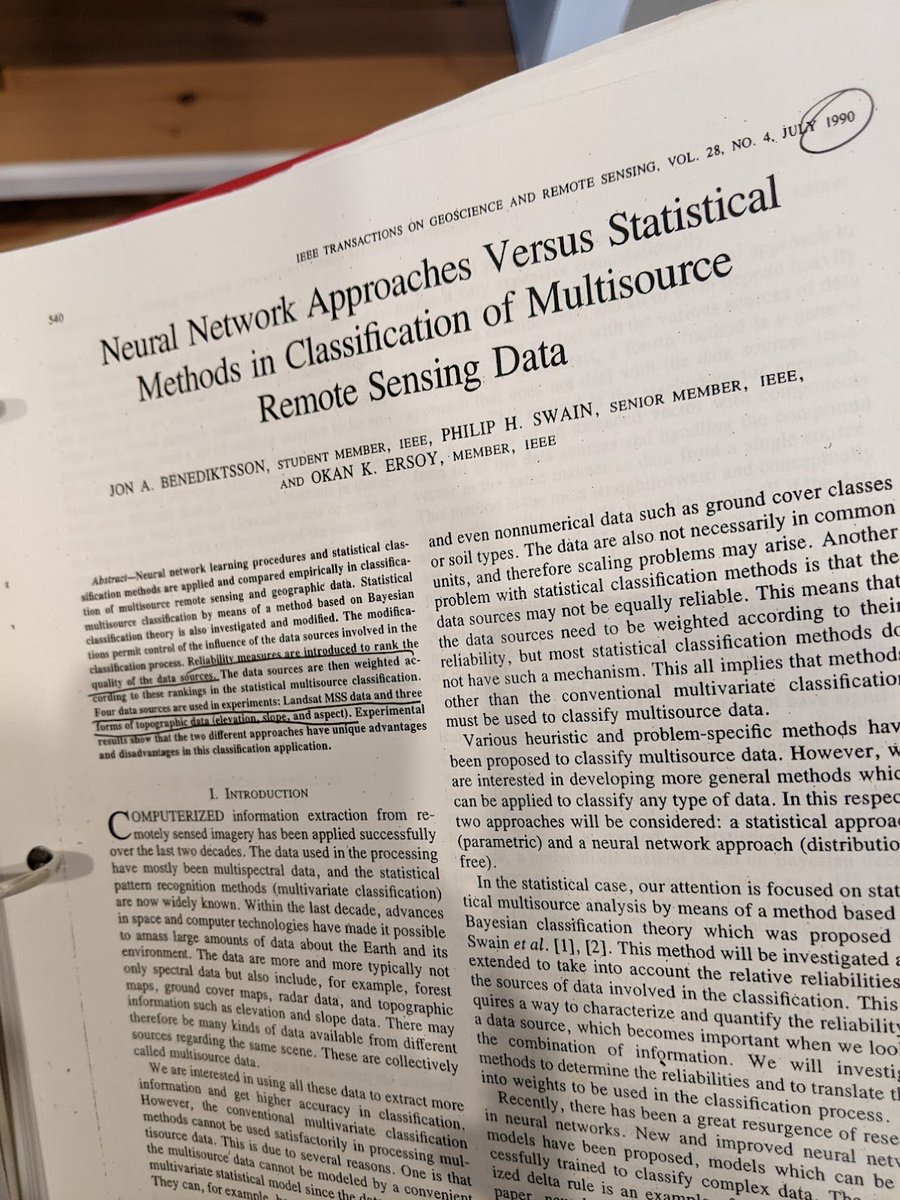 IEEE TRANSACTIONS ON GEOSCIENCE AND REMOTE SENSING, VOL. 28, NO. 4, JULY 1990
540
Neural Network Approaches Versus Statistical
Methods in Classification of Multisource
Remote Sensing Data
JON A. BENEDIKTSSON, STUDENT MEMBER, IEEE, PHILIP H. SWAIN, SENIOR MEMBER, IEEE,
AND OKAN K. ERSOY, MEMBER, IEEE
Abstract—Neural network learning procedures and statistical clas-
sification methods are applied and compared empirically in classifica-
tion of multisource remote sensing and geographic data. Statistical
multisource classification by means of a method based on Bayesian
classification theory is also investigated and modified. The modifica-
tions permit control of the influence of the data sources involved in the
classification process. Reliability measures are introduced to rank the
quality of the data sources. The data sources are then weighted ac-
cording to these rankings in the statistical multisource classification.
Four data sources are used in experiments: Landsat MSS data and three
forms of topographic data (elevation, slope, and aspect). Experimental
results show that the two different approaches have unique advantages
and disadvantages in this classification application.
I. INTRODUCTION
COMPUTERIZED information extraction from re-
motely sensed imagery has been applied successfully
over the last two decades. The data used in the processing
have mostly been multispectral data, and the statistical
pattern recognition methods (multivariate classification)
are now widely known. Within the last decade, advances
in space and computer technologies have made it possible
to amass large amounts of data about the Earth and its
environment. The data are more and more typically not
only spectral data but also include, for example, forest
maps, ground cover maps, radar data, and topographic
information such as elevation and slope data. There may
therefore be many kinds of data available from different
sources regarding the same scene. These are collectively
called multisource data.
We are interested in using all these data to extract more
information and get higher accuracy in classification.
However, the conventional multivariate classification
methods cannot be used satisfactorily in processing mul-
tisource data. This is due to several reasons. One is that
the multisource data cannot be modeled by a convenient
multivariate statistical model since the
They can, for example,
and even nonnumerical data such as ground cover classes
or soil types. The data are also not necessarily in common
units, and therefore scaling problems may arise. Another
problem with statistical classification methods is that the
data sources may not be equally reliable. This means that
the data sources need to be weighted according to their
reliability, but most statistical classification methods do
not have such a mechanism. This all implies that methods
other than the conventional multivariate classification
must be used to classify multisource data.
Various heuristic and problem-specific methods hav
been proposed to classify multisource data. However, w
are interested in developing more general methods whic
can be applied to classify any type of data. In this respec
two approaches will be considered: a statistical approac
(parametric) and a neural network approach (distributio
free).
In the statistical case, our attention is focused on stat
tical multisource analysis by means of a method based
Bayesian classification theory which was proposed
Swain et al. [1], [2]. This method will be investigated a
extended to take into account the relative reliabilities
the sources of data involved in the classification. This
quires a way to characterize and quantify the reliability
a data source, which becomes important when we loo
the combination of information. We will investig
methods to determine the reliabilities and to translate th
into weights to be used in the classification process.
Recently, there has been a great resurgence of rese
in neural networks. New and improved neural netw
models have been proposed, models which can be
cessfully trained to classify complex data. The
ized delta rule is an example
paper